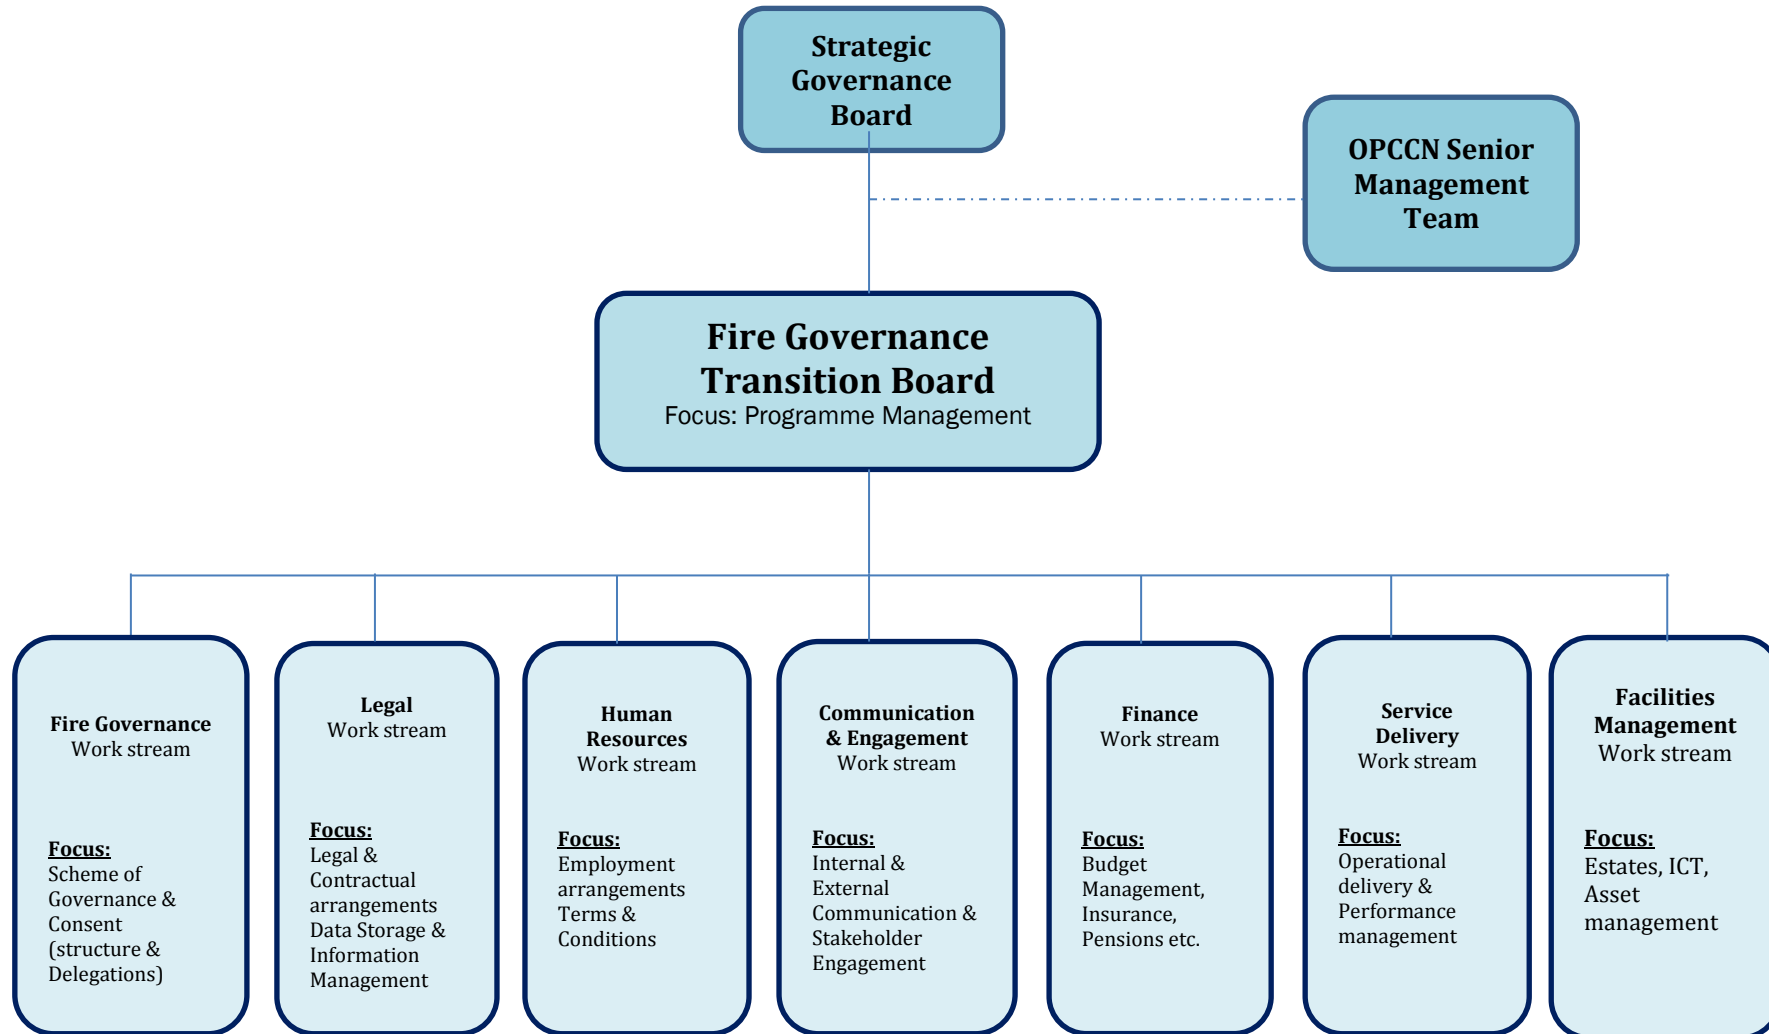 Strategic
Governance
Board
OPCCN Senior
Management
Team
Fire Governance
Transition Board
Focus: Programme Management
Fire Governance
Work stream
Focus:
Scheme of
Governance &
Consent
(structure &
Delegations)
Legal
Work stream
Focus:
Legal &
Contractual
arrangements
Data Storage &
Information
Management
Human
Resources
Work stream
Focus:
Employment
arrangements
Terms &
Conditions
Communication
& Engagement
Work stream
Focus:
Internal &
External
Communication &
Stakeholder
Engagement
Finance
Work stream
Focus:
Budget
Management,
Insurance,
Pensions etc.
Service
Delivery
Work stream
Focus:
Operational
delivery &
Performance
management
Facilities
Management
Work stream
Focus:
Estates, ICT,
Asset
management